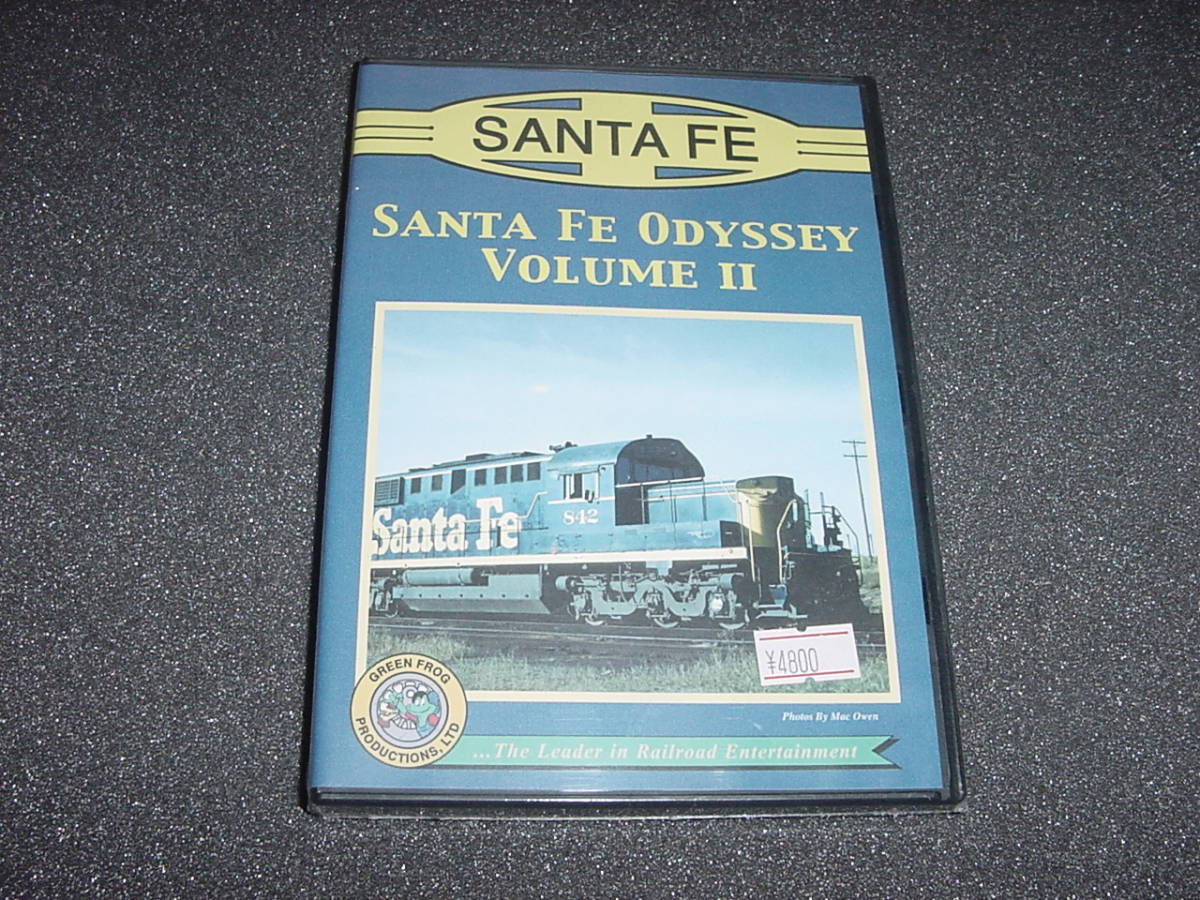 SANTA FE
SANTA FE ODYSSEY
VOLUME II
Santa Fe
842
¥4800
GREEN FROG
PRODUCTIONS, LTD
Photos By Mac Owen
...The Leader in Railroad Entertainment